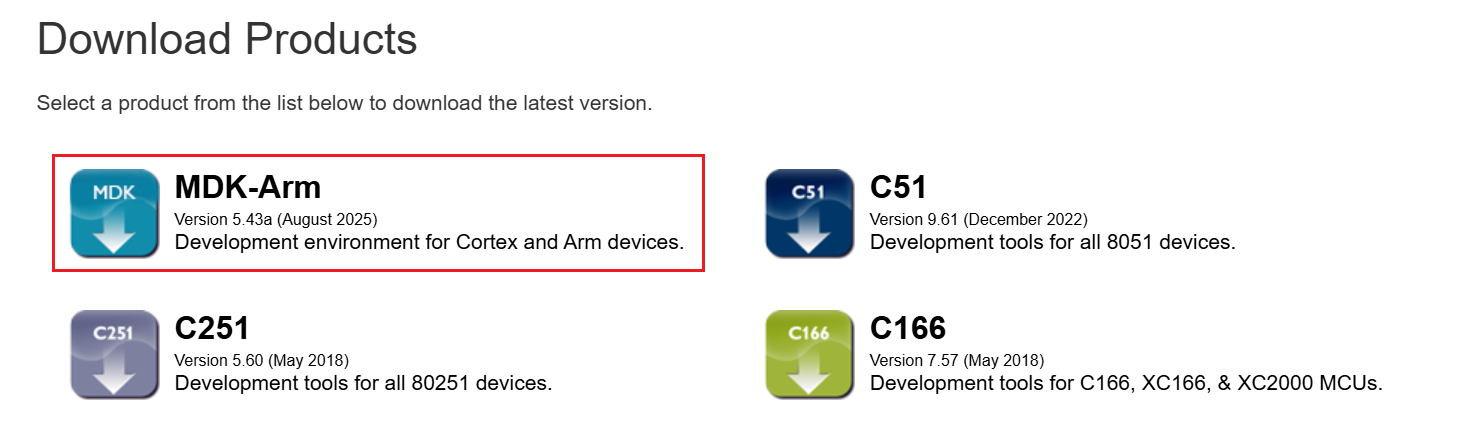 Download Products
Select a product from the list below to download the latest version.
MDK
MDK-Arm
Version 5.43a (August 2025)
Development environment for Cortex and Arm devices.
C51
C51
Version 9.61 (December 2022)
Development tools for all 8051 devices.
C251
C251
Version 5.60 (May 2018)
Development tools for all 80251 devices.
C166
C166
Version 7.57 (May 2018)
Development tools for C166, XC166, & XC2000 MCUs.